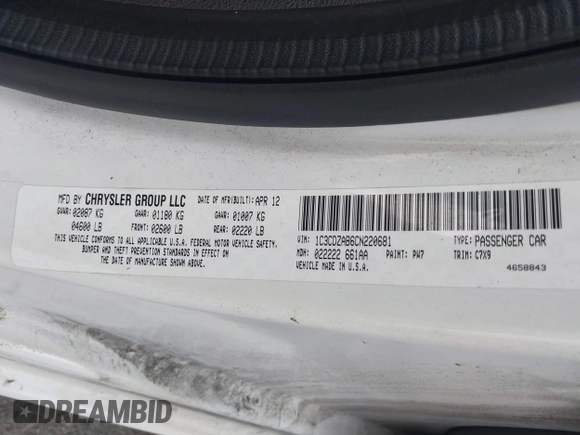 MFD BY CHRYSLER GROUP LLC
DATE OF MFR(BUILT): APR 12
GVWR: 02087 KG
GAWR: 01180 KG
GAWR: 01007 KG
04600 LB
FRONT: 02600 LB
REAR: 02220 LB
THIS VEHICLE CONFORMS TO ALL APPLICABLE U.S.A. FEDERAL MOTOR VEHICLE SAFETY,
BUMPER AND THEFT PREVENTION STANDARDS IN EFFECT ON
THE DATE OF MANUFACTURE SHOWN ABOVE.
VIN: 1C3CDZAB6CN220681
TYPE: PASSENGER CAR
MDH: 022222 661AA
PAINT: PW7
TRIM: C7X9
VEHICLE MADE IN U.S.A.
4658843
DREAMBID